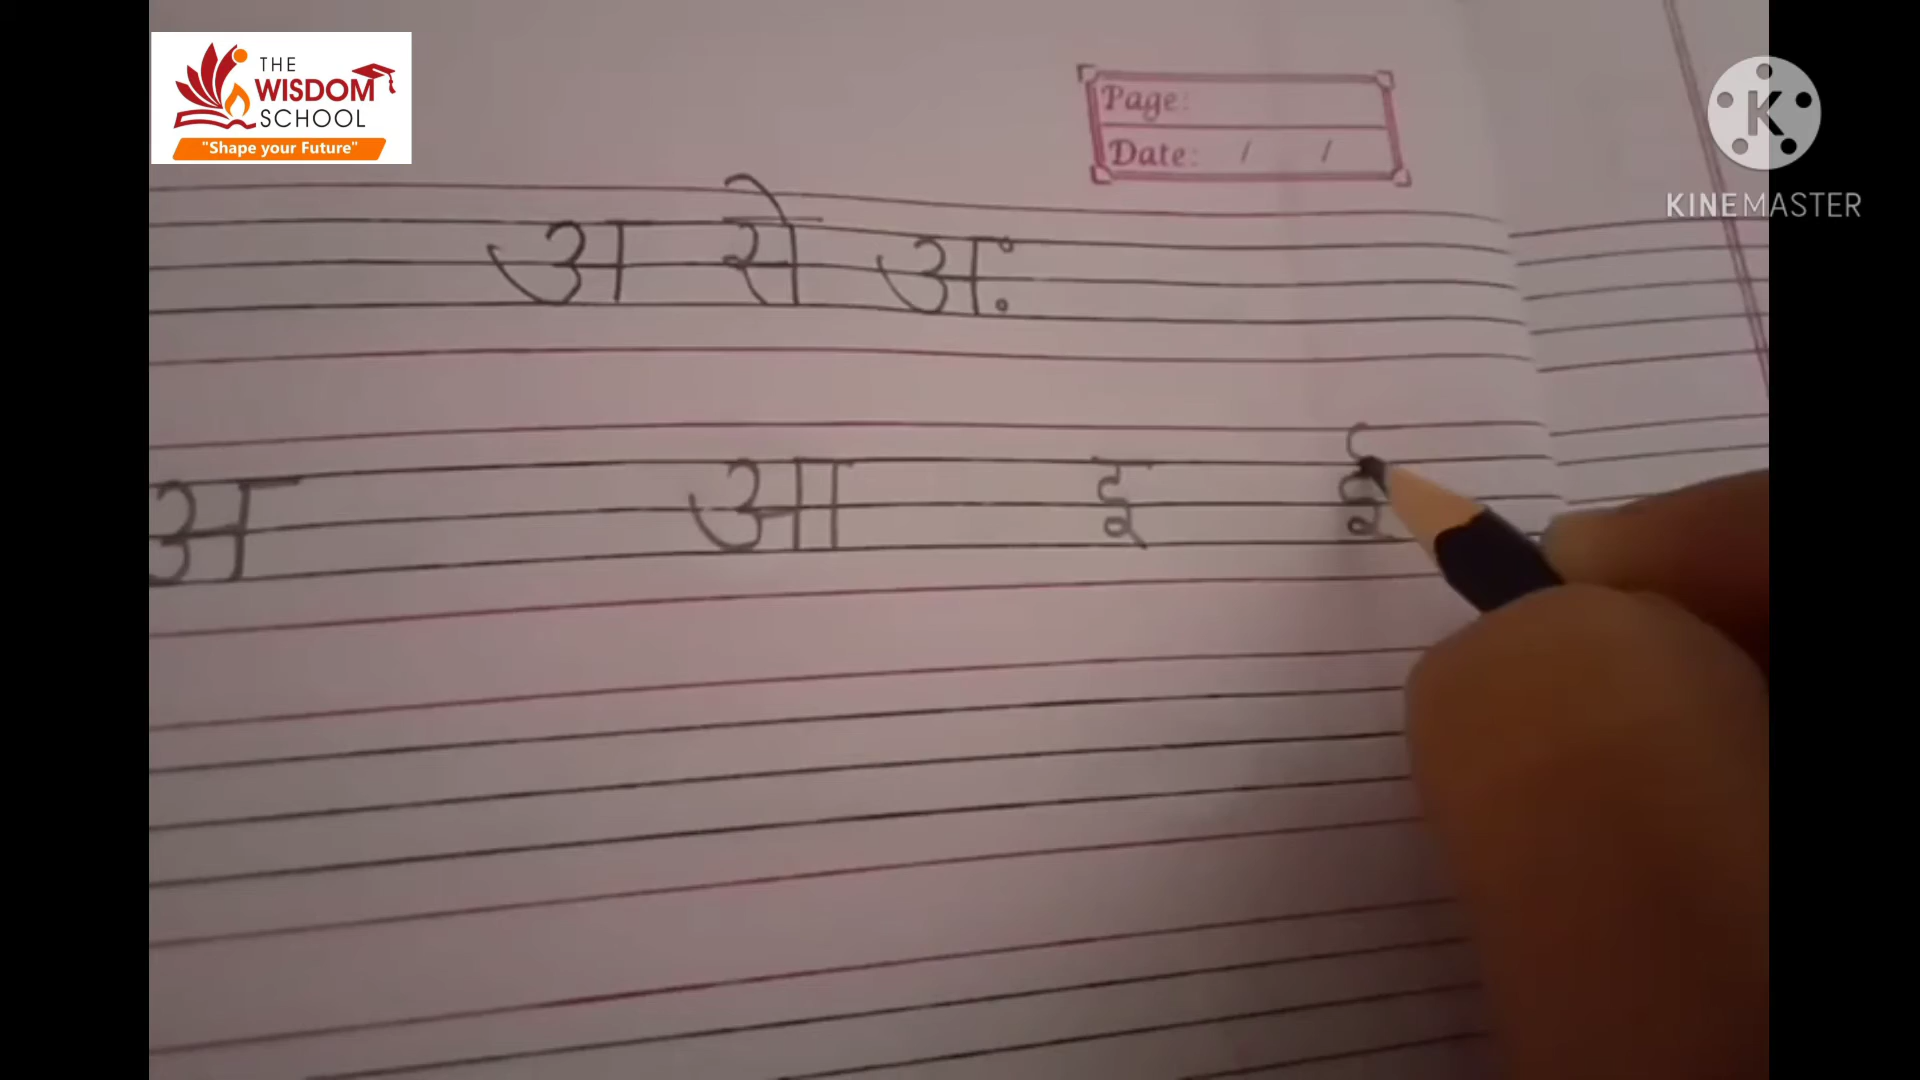 THE
WISDOM
SCHOOL
"Shape your Future"
Page:
Date: / /
KINEMASTER
अ से अः
अ आ इ ई